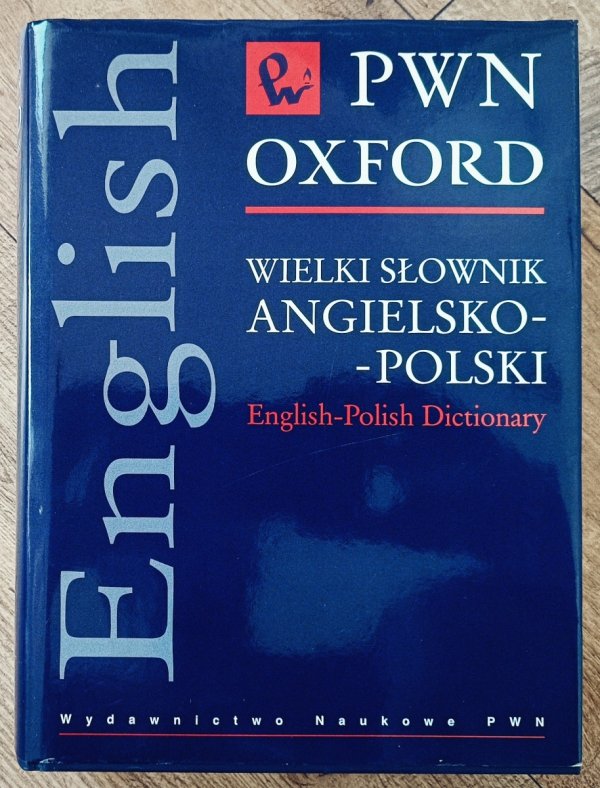 English
PWN
OXFORD
WIELKI SŁOWNIK
ANGIELSKO-
-POLSKI
English-Polish Dictionary
Wydawnictwo Naukowe PWN